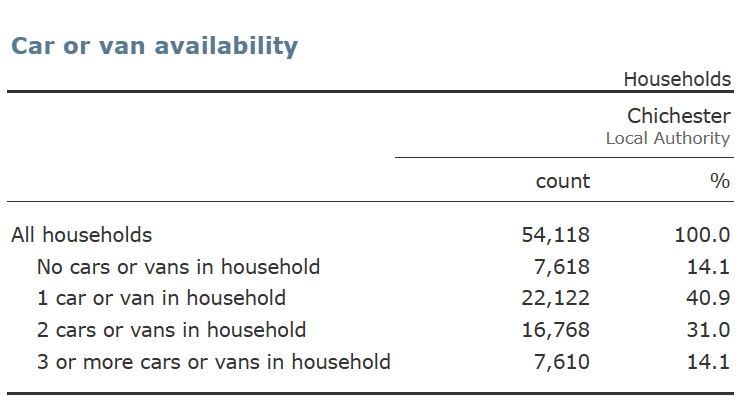 Car or van availability
Households
Chichester
Local Authority
count %
All households 54,118 100.0
No cars or vans in household 7,618 14.1
1 car or van in household 22,122 40.9
2 cars or vans in household 16,768 31.0
3 or more cars or vans in household 7,610 14.1